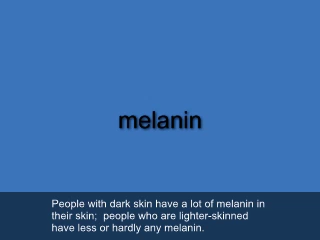 melanin
People with dark skin have a lot of melanin in
their skin;  people who are lighter-skinned
have less or hardly any melanin.